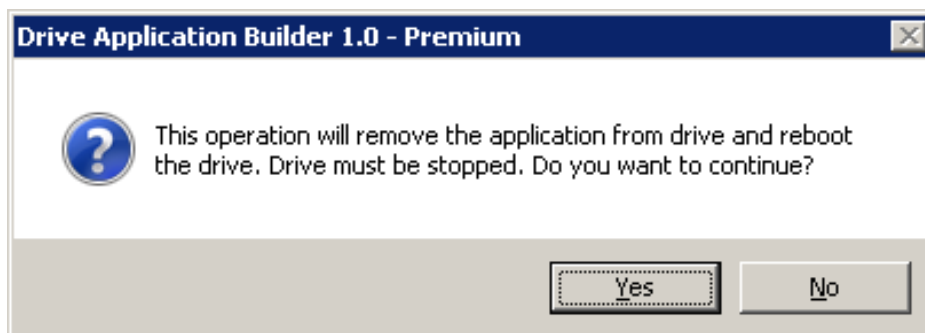 Drive Application Builder 1.0 - Premium
This operation will remove the application from drive and reboot
the drive. Drive must be stopped. Do you want to continue?
Yes
No